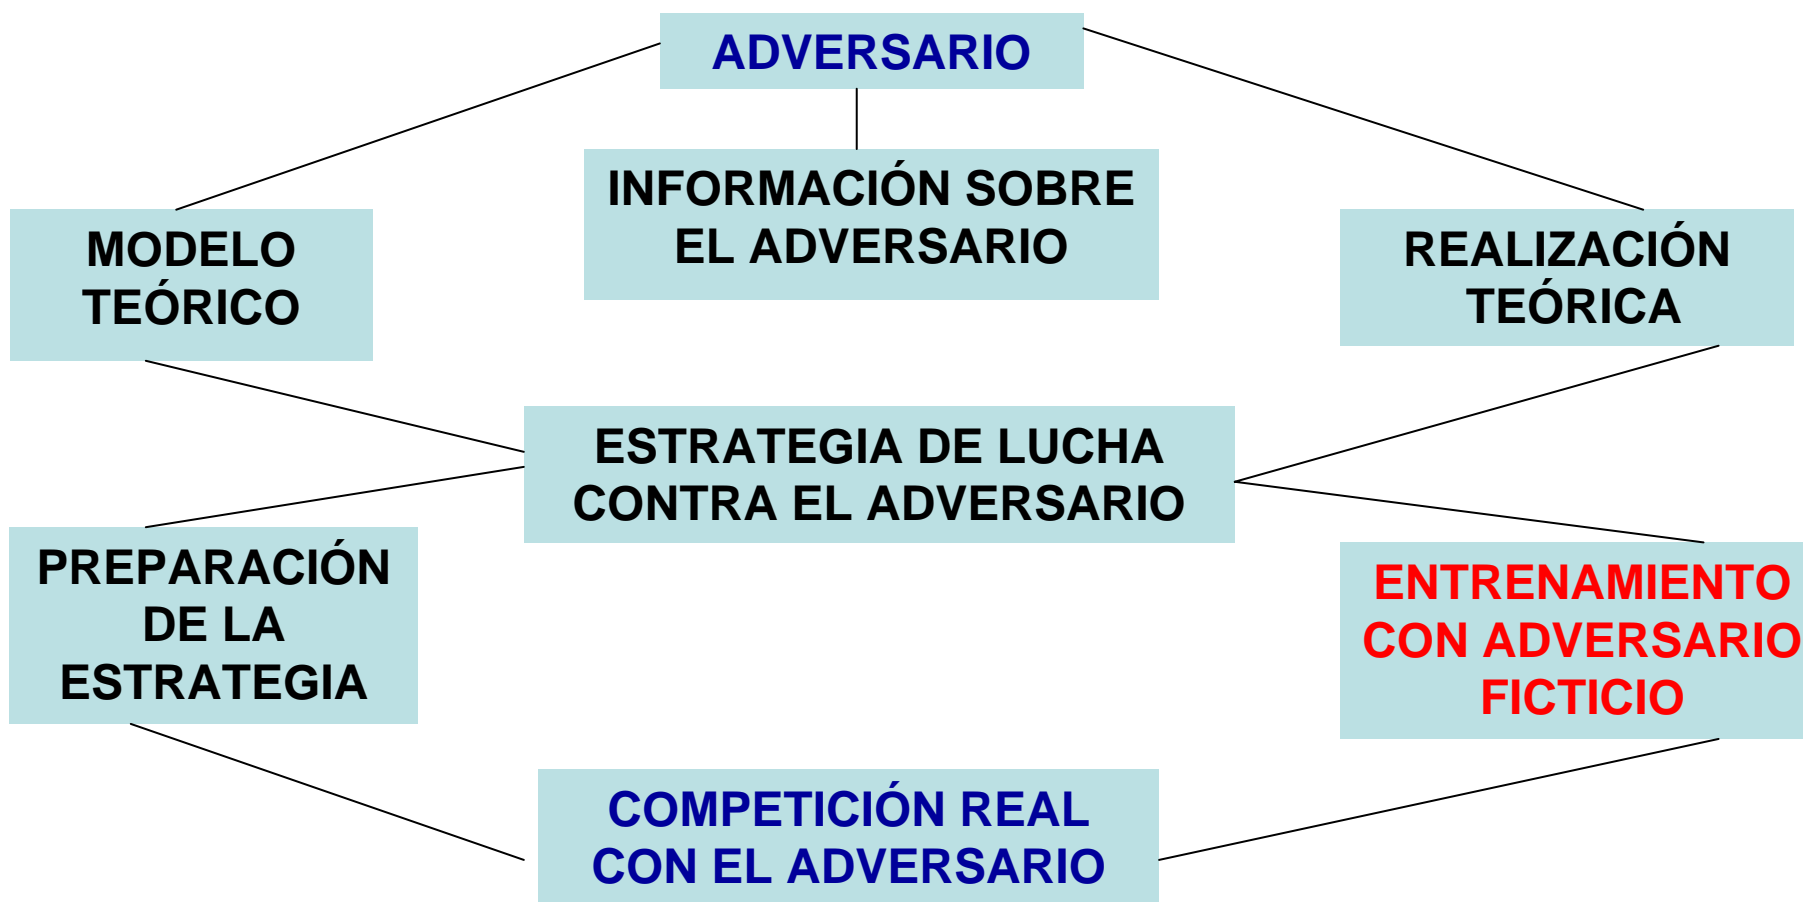 ADVERSARIO
INFORMACIÓN SOBRE
EL ADVERSARIO
MODELO
TEÓRICO
REALIZACIÓN
TEÓRICA
ESTRATEGIA DE LUCHA
CONTRA EL ADVERSARIO
PREPARACIÓN
DE LA
ESTRATEGIA
ENTRENAMIENTO
CON ADVERSARIO
FICTICIO
COMPETICIÓN REAL
CON EL ADVERSARIO